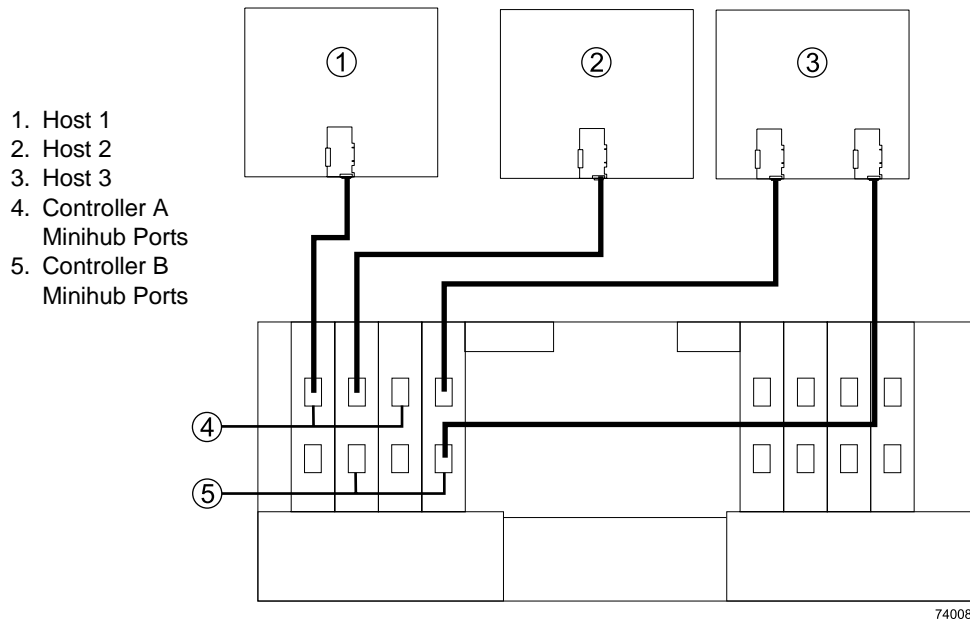 1
2
3
1. Host 1
2. Host 2
3. Host 3
4. Controller A
Minihub Ports
5. Controller B
Minihub Ports
4
5
74008